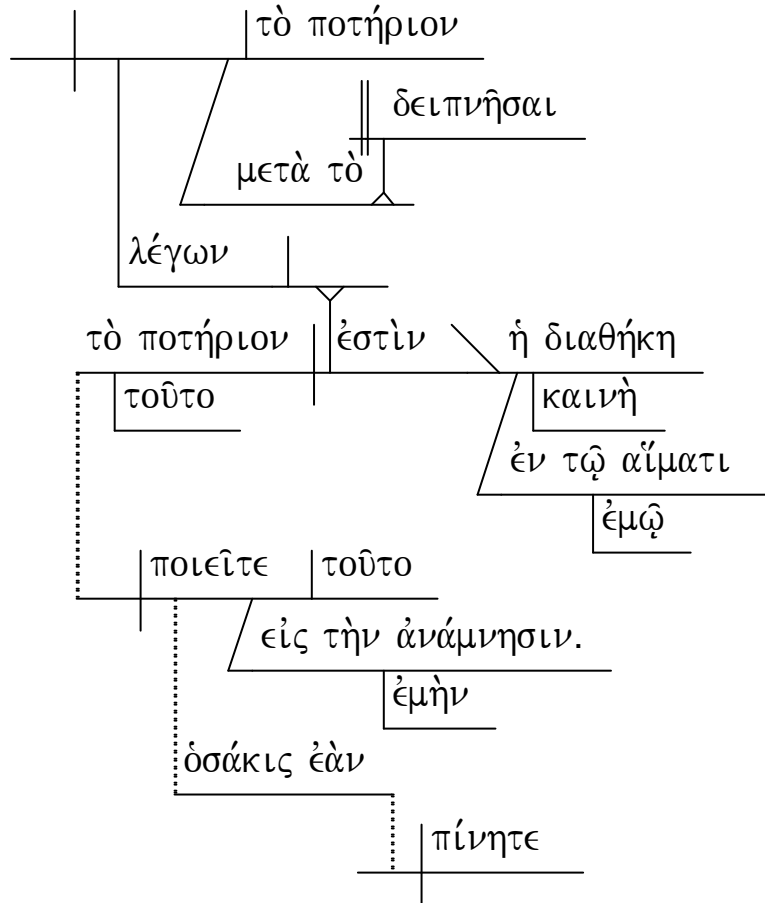 τὸ ποτήριον
δειπνῆσαι
μετὰ τὸ
λέγων
τὸ ποτήριον ἐστὶν ἡ διαθήκη
τοῦτο καινὴ
ἐν τῷ αἵματι
ἐμῷ
ποιεῖτε τοῦτο
εἰς τὴν ἀνάμνησιν.
ἐμὴν
ὁσάκις ἐὰν
πίνητε